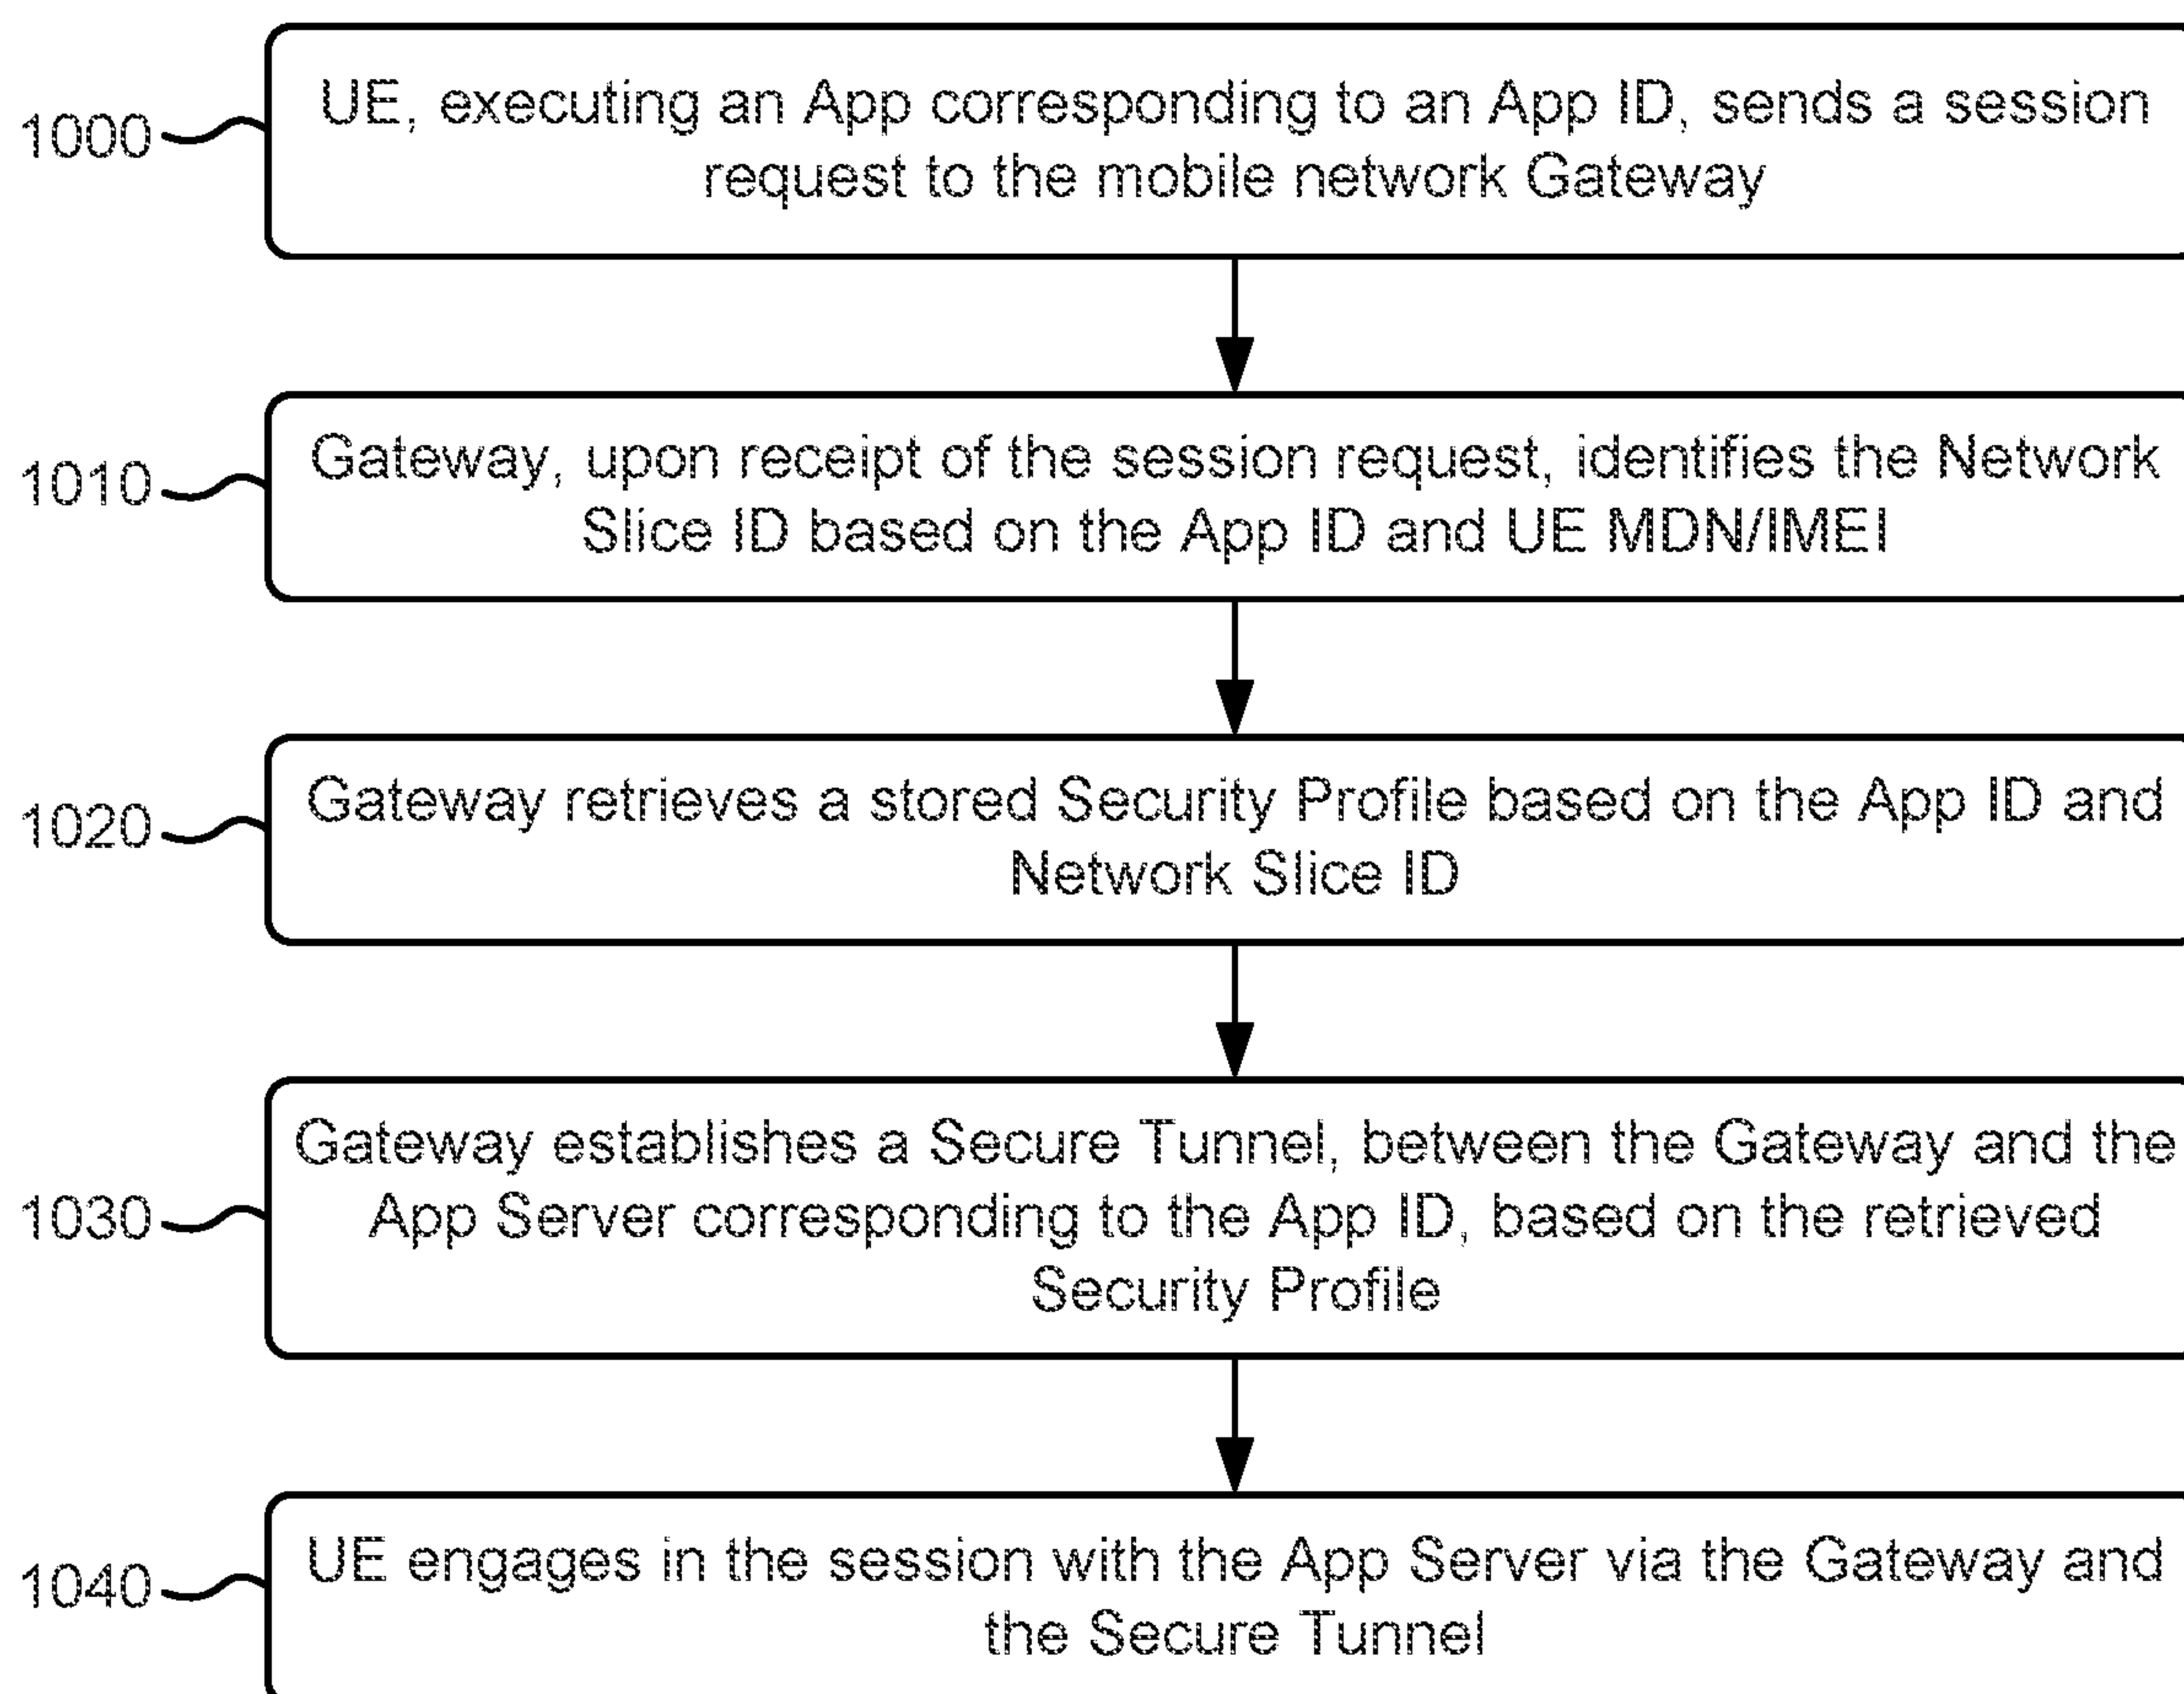 1000
UE, executing an App corresponding to an App ID, sends a session
request to the mobile network Gateway
1010
Gateway, upon receipt of the session request, identifies the Network
Slice ID based on the App ID and UE MDN/IMEI
1020
Gateway retrieves a stored Security Profile based on the App ID and
Network Slice ID
1030
Gateway establishes a Secure Tunnel, between the Gateway and the
App Server corresponding to the App ID, based on the retrieved
Security Profile
1040
UE engages in the session with the App Server via the Gateway and
the Secure Tunnel